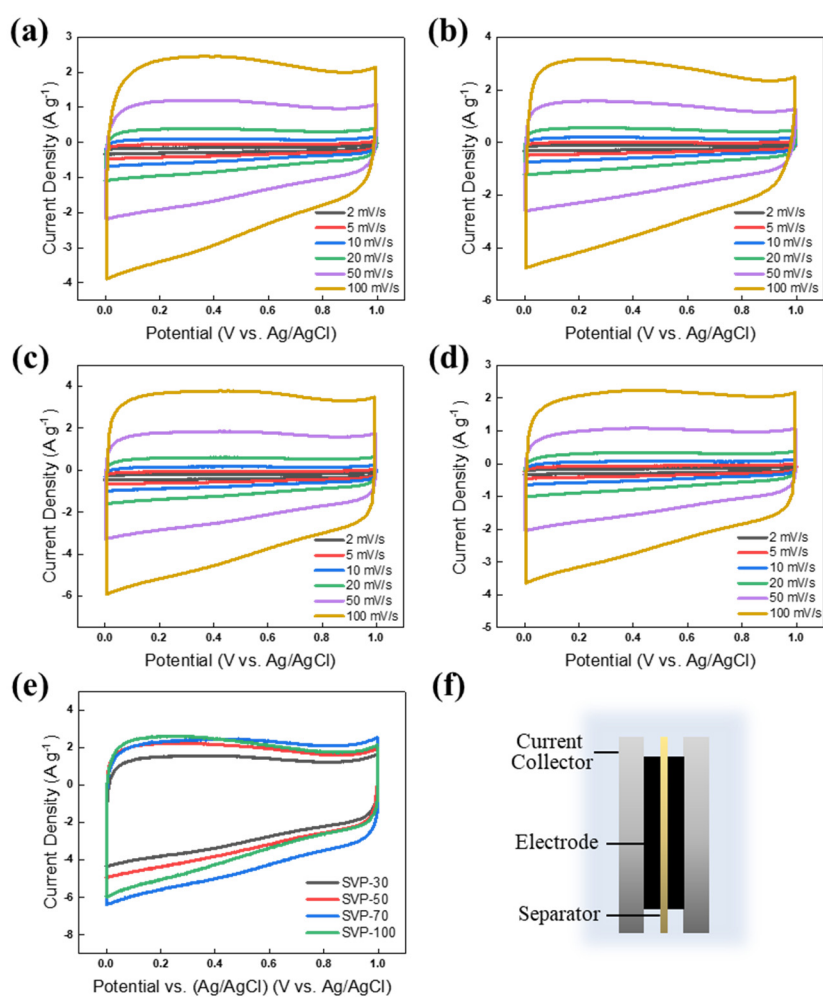 (a)
Current Density (A g⁻¹)
3
2
1
0
-1
-2
-3
-4
2 mV/s
5 mV/s
10 mV/s
20 mV/s
50 mV/s
100 mV/s
0.0 0.2 0.4 0.6 0.8 1.0
Potential (V vs. Ag/AgCl)
(b)
Current Density (A g⁻¹)
4
2
0
-2
-4
-6
2 mV/s
5 mV/s
10 mV/s
20 mV/s
50 mV/s
100 mV/s
0.0 0.2 0.4 0.6 0.8 1.0
Potential (V vs. Ag/AgCl)
(c)
Current Density (A g⁻¹)
4
2
0
-2
-4
-6
2 mV/s
5 mV/s
10 mV/s
20 mV/s
50 mV/s
100 mV/s
0.0 0.2 0.4 0.6 0.8 1.0
Potential (V vs. Ag/AgCl)
(d)
Current Density (A g⁻¹)
3
2
1
0
-1
-2
-3
-4
-5
2 mV/s
5 mV/s
10 mV/s
20 mV/s
50 mV/s
100 mV/s
0.0 0.2 0.4 0.6 0.8 1.0
Potential (V vs. Ag/AgCl)
(e)
Current Density (A g⁻¹)
4
2
0
-2
-4
-6
-8
SVP-30
SVP-50
SVP-70
SVP-100
0.0 0.2 0.4 0.6 0.8 1.0
Potential vs. (Ag/AgCl) (V vs. Ag/AgCl)
(f)
Current
Collector
Electrode
Separator